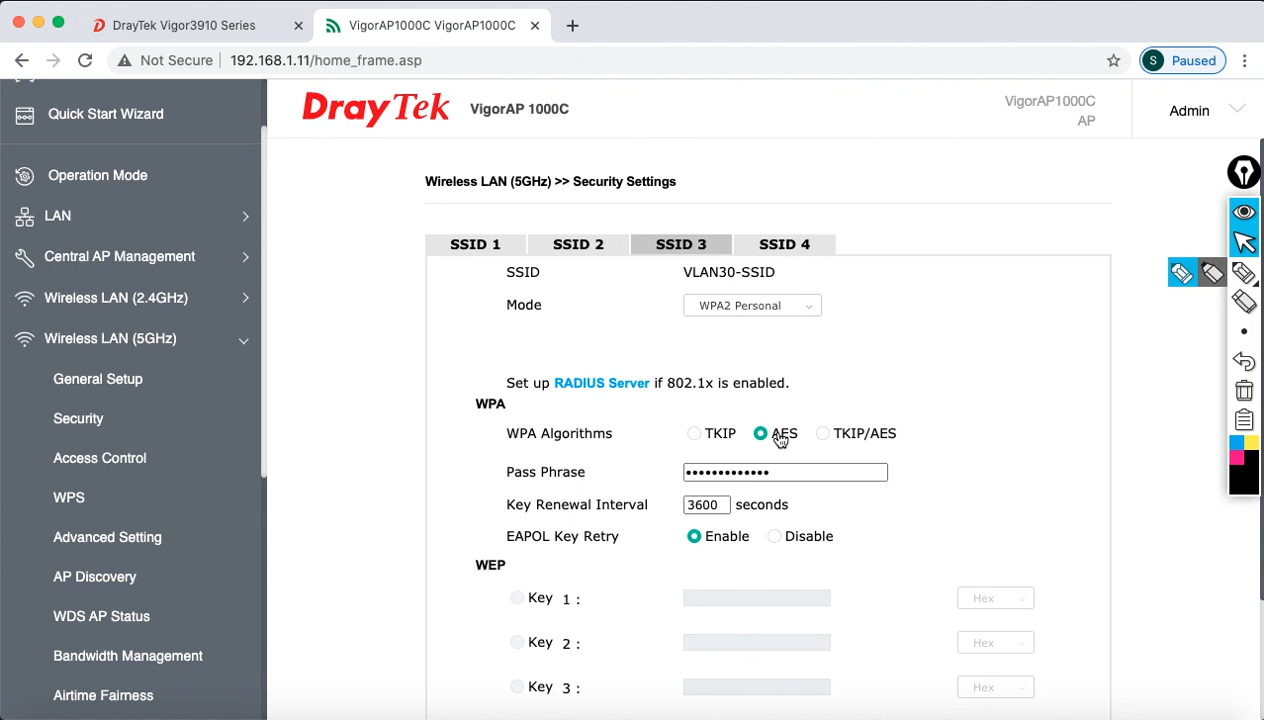 DrayTek Vigor3910 Series
VigorAP1000C VigorAP1000C
Not Secure
192.168.1.11/home_frame.asp
S
Paused
Quick Start Wizard
Operation Mode
LAN
Central AP Management
Wireless LAN (2.4GHz)
Wireless LAN (5GHz)
General Setup
Security
Access Control
WPS
Advanced Setting
AP Discovery
WDS AP Status
Bandwidth Management
Airtime Fairness
DrayTek
VigorAP 1000C
VigorAP1000C
AP
Admin
Wireless LAN (5GHz) >> Security Settings
SSID 1 SSID 2 SSID 3 SSID 4
SSID VLAN30-SSID
Mode WPA2 Personal
Set up RADIUS Server if 802.1x is enabled.
WPA
WPA Algorithms TKIP AES TKIP/AES
Pass Phrase •••••••••••••
Key Renewal Interval 3600 seconds
EAPOL Key Retry Enable Disable
WEP
Key 1 : Hex
Key 2 : Hex
Key 3 : Hex